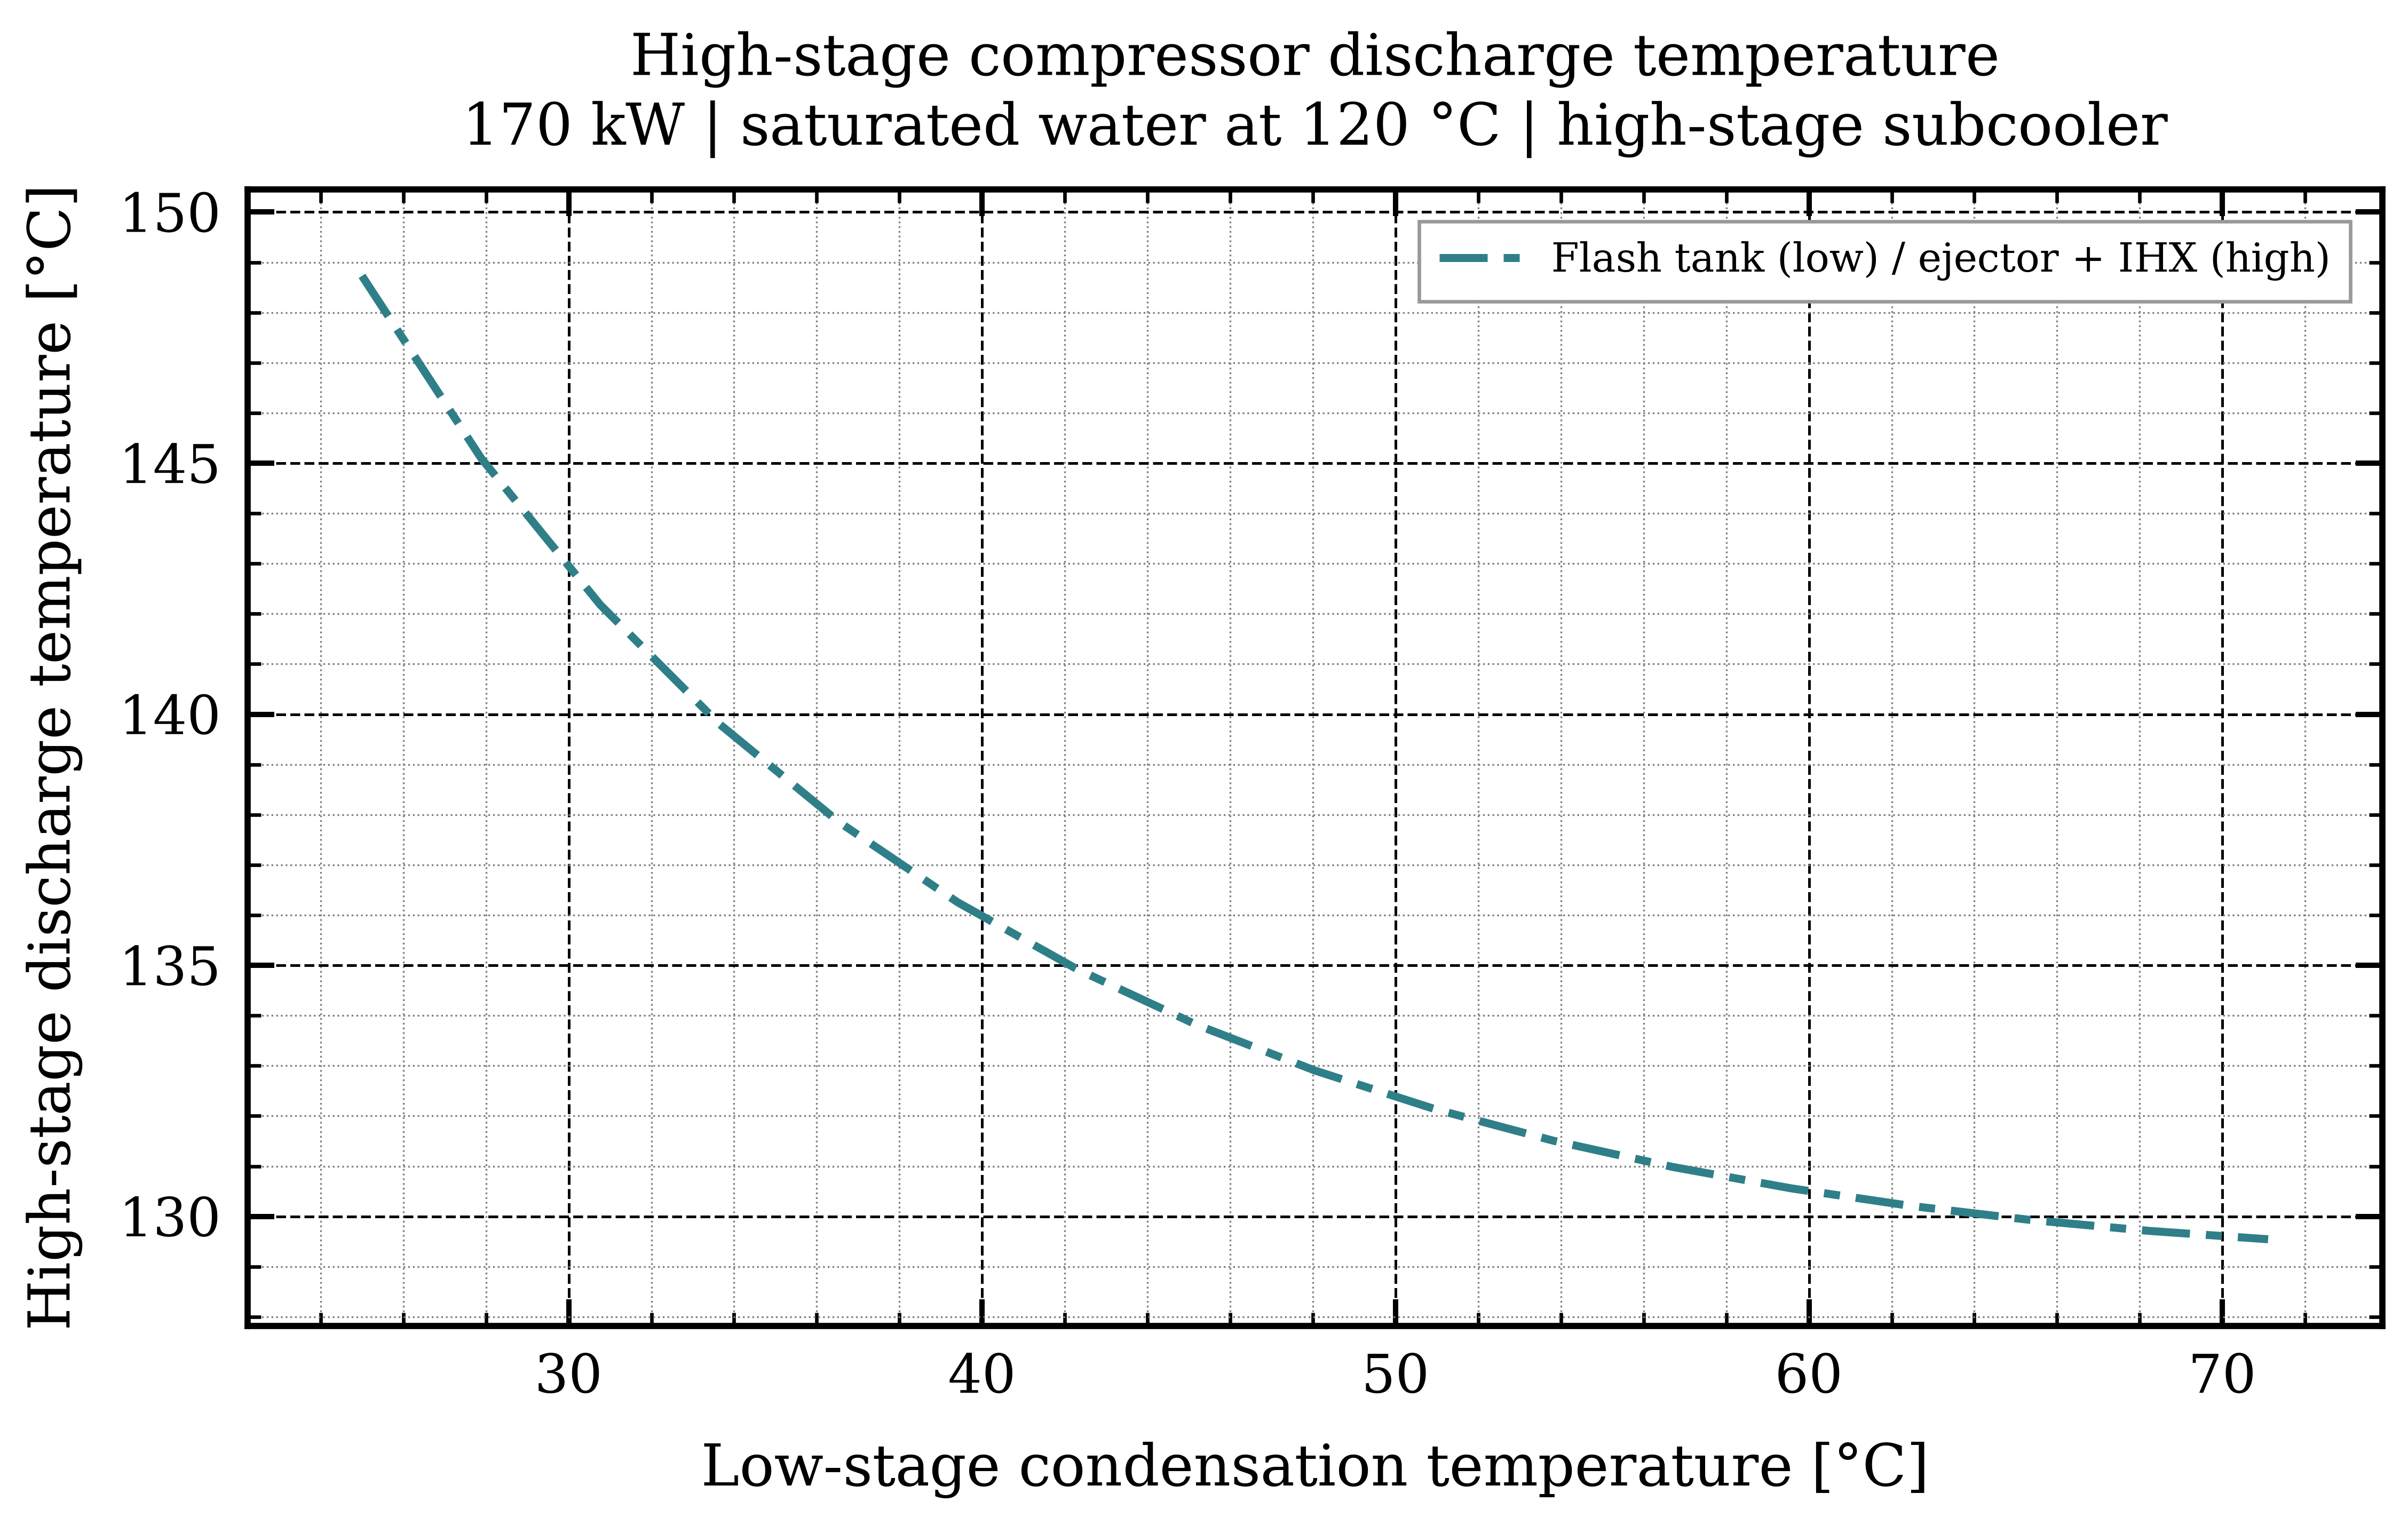 High-stage compressor discharge temperature
170 kW | saturated water at 120 °C | high-stage subcooler
High-stage discharge temperature [°C]
150
145
140
135
130
Flash tank (low) / ejector + IHX (high)
30 40 50 60 70
Low-stage condensation temperature [°C]